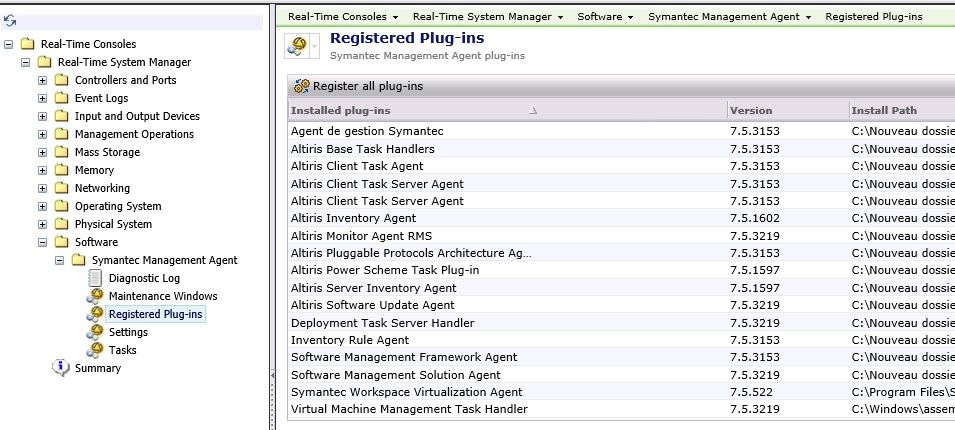 Real-Time Consoles
Real-Time System Manager
Controllers and Ports
Event Logs
Input and Output Devices
Management Operations
Mass Storage
Memory
Networking
Operating System
Physical System
Software
Symantec Management Agent
Diagnostic Log
Maintenance Windows
Registered Plug-ins
Settings
Tasks
Summary
Real-Time Consoles Real-Time System Manager Software Symantec Management Agent Registered Plug-ins
Registered Plug-ins
Symantec Management Agent plug-ins
Register all plug-ins
Installed plug-ins Version Install Path
Agent de gestion Symantec 7.5.3153 C:\Nouveau dossie
Altiris Base Task Handlers 7.5.3153 C:\Nouveau dossie
Altiris Client Task Agent 7.5.3153 C:\Nouveau dossie
Altiris Client Task Server Agent 7.5.3153 C:\Nouveau dossie
Altiris Client Task Server Agent 7.5.3153 C:\Nouveau dossie
Altiris Inventory Agent 7.5.1602 C:\Nouveau dossie
Altiris Monitor Agent RMS 7.5.3219 C:\Nouveau dossie
Altiris Pluggable Protocols Architecture Ag... 7.5.3153 C:\Nouveau dossie
Altiris Power Scheme Task Plug-in 7.5.1597 C:\Nouveau dossie
Altiris Server Inventory Agent 7.5.1597 C:\Nouveau dossie
Altiris Software Update Agent 7.5.3219 C:\Nouveau dossie
Deployment Task Server Handler 7.5.3219 C:\Nouveau dossie
Inventory Rule Agent 7.5.3153 C:\Nouveau dossie
Software Management Framework Agent 7.5.3153 C:\Nouveau dossie
Software Management Solution Agent 7.5.3219 C:\Nouveau dossie
Symantec Workspace Virtualization Agent 7.5.522 C:\Program Files\S
Virtual Machine Management Task Handler 7.5.3219 C:\Windows\assem